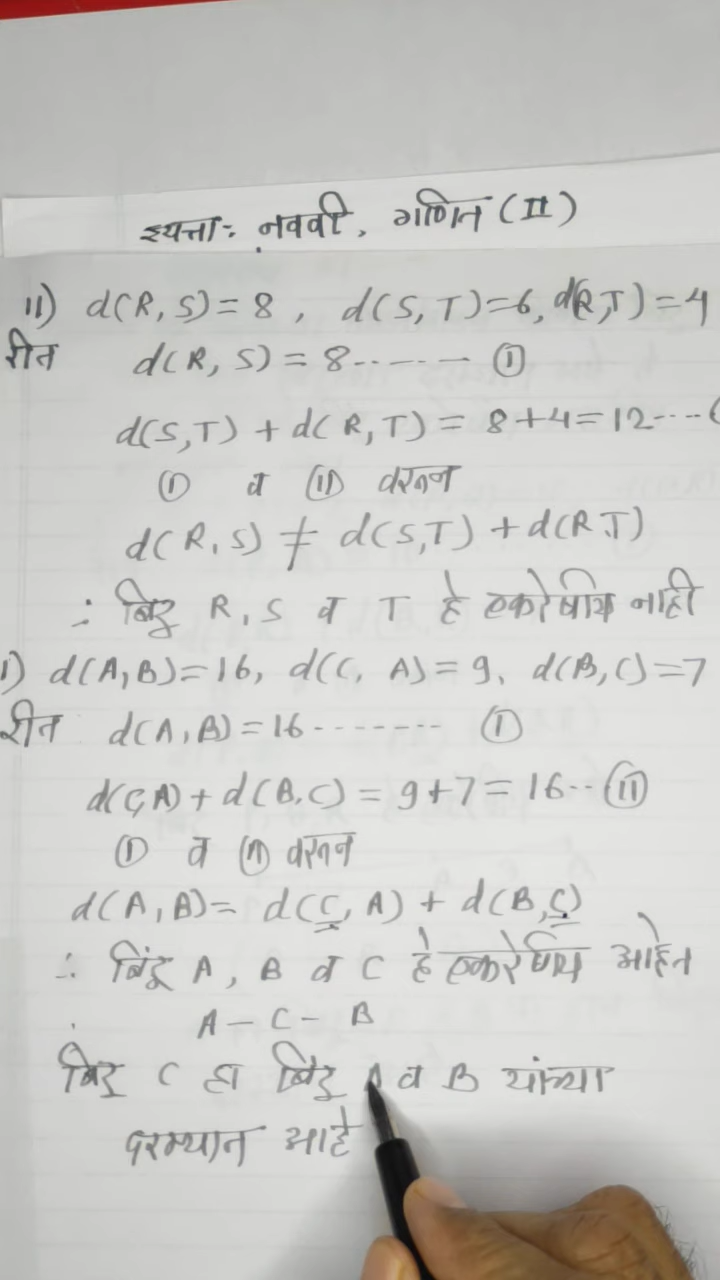 इयत्ता:- नववी, गणित (II)
II) d(R, S) = 8 , d(S, T) = 6, d(R,T) = 4
रीत d(R, S) = 8 ------ (I)
d(S,T) + d(R,T) = 8+4 = 12 ---
(I) व (II) वरून
d(R,S) ≠ d(S,T) + d(R,T)
∴ बिंदु R, S व T हे एकरेषीय नाही
I) d(A,B) = 16, d(C, A) = 9, d(B,C) = 7
रीत d(A,B) = 16 -------- (I)
d(C,A) + d(B,C) = 9+7 = 16 -- (II)
(I) व (II) वरून
d(A,B) = d(C,A) + d(B,C)
∴ बिंदू A, B व C हे एकरेषीय आहेत
∴ A – C – B
बिंदु C हा बिंदु A व B यांच्या
दरम्यान आहे